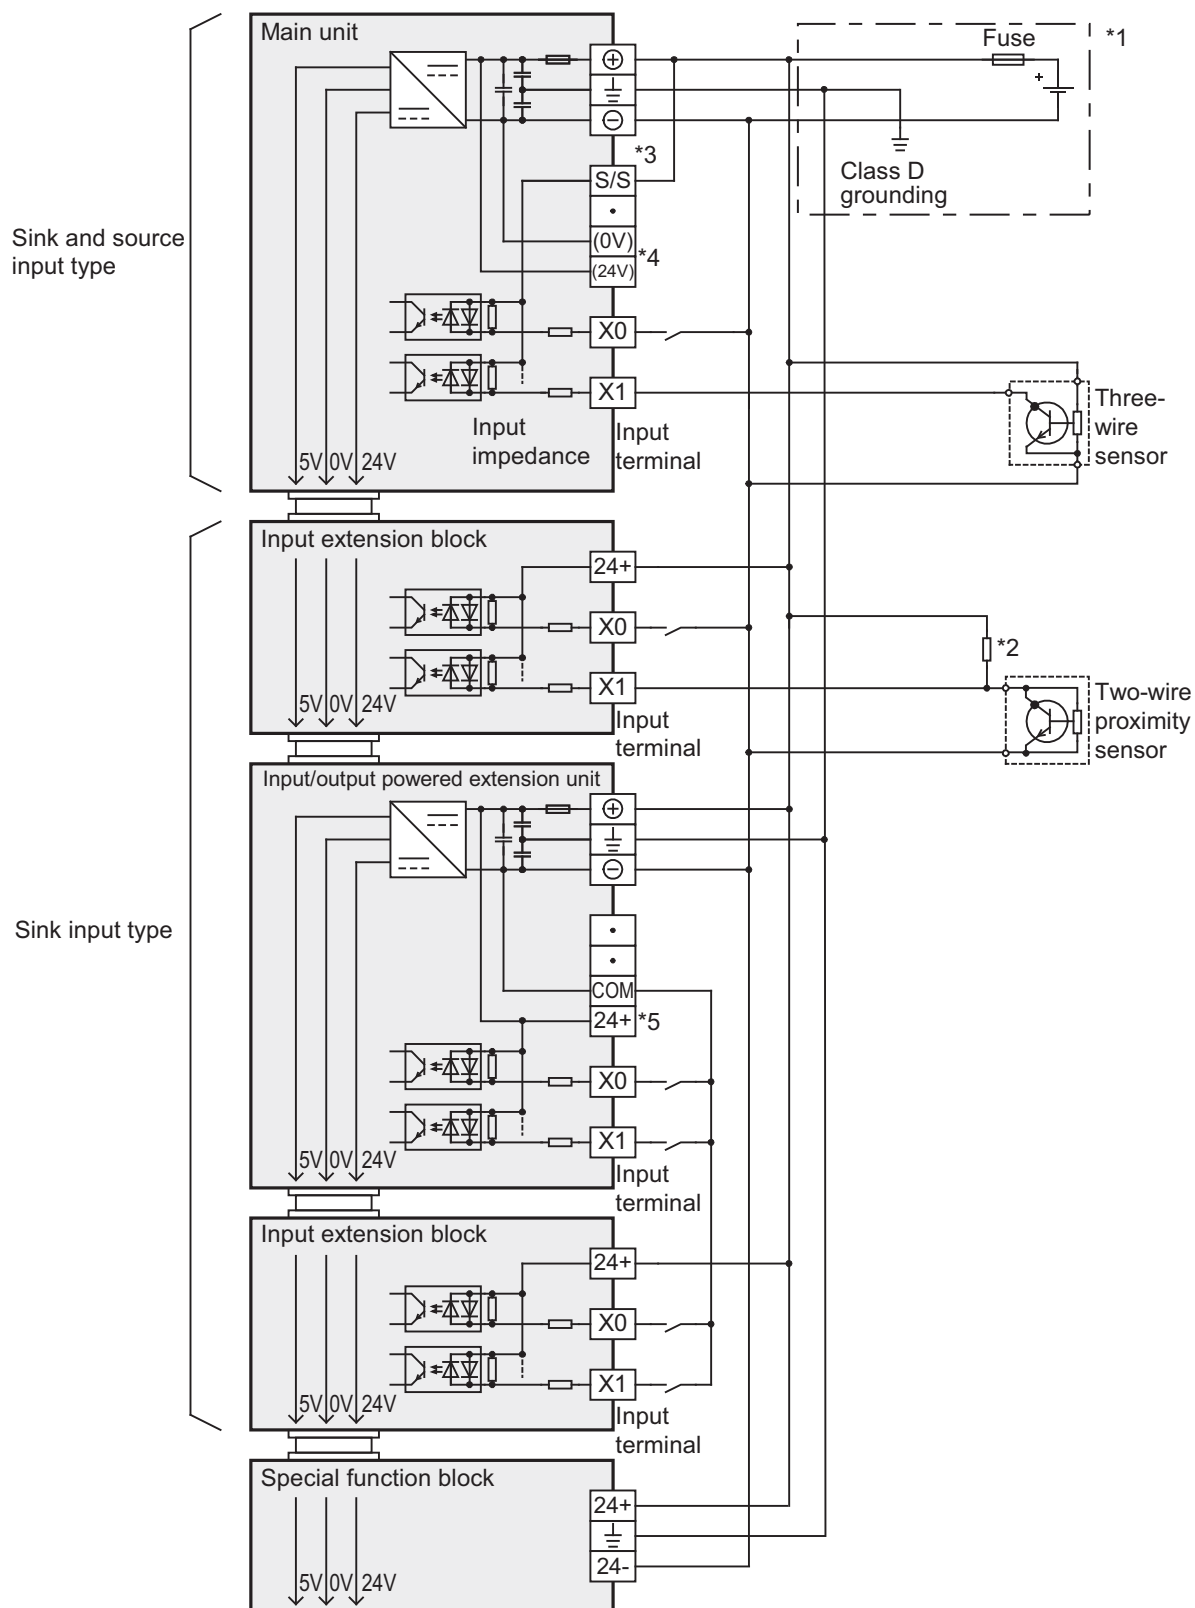 Main unit
Fuse
*1
+
Class D
grounding
*3
S/S
(0V)
*4
(24V)
Sink and source
input type
X0
X1
Input
impedance
Input
terminal
Three-
wire
sensor
5V 0V 24V
Input extension block
24+
X0
*2
X1
5V 0V 24V
Input
terminal
Two-wire
proximity
sensor
Input/output powered extension unit
Sink input type
COM
24+ *5
X0
X1
5V 0V 24V
Input
terminal
Input extension block
24+
X0
X1
5V 0V 24V
Input
terminal
Special function block
24+
24-
5V 0V 24V